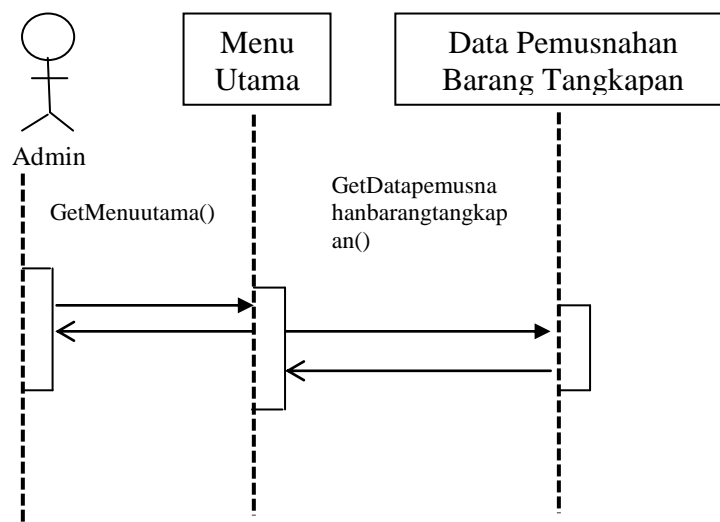 Menu
Utama
Data Pemusnahan
Barang Tangkapan
Admin
GetMenuutama()
GetDatapemusna
hanbarangtangkap
an()